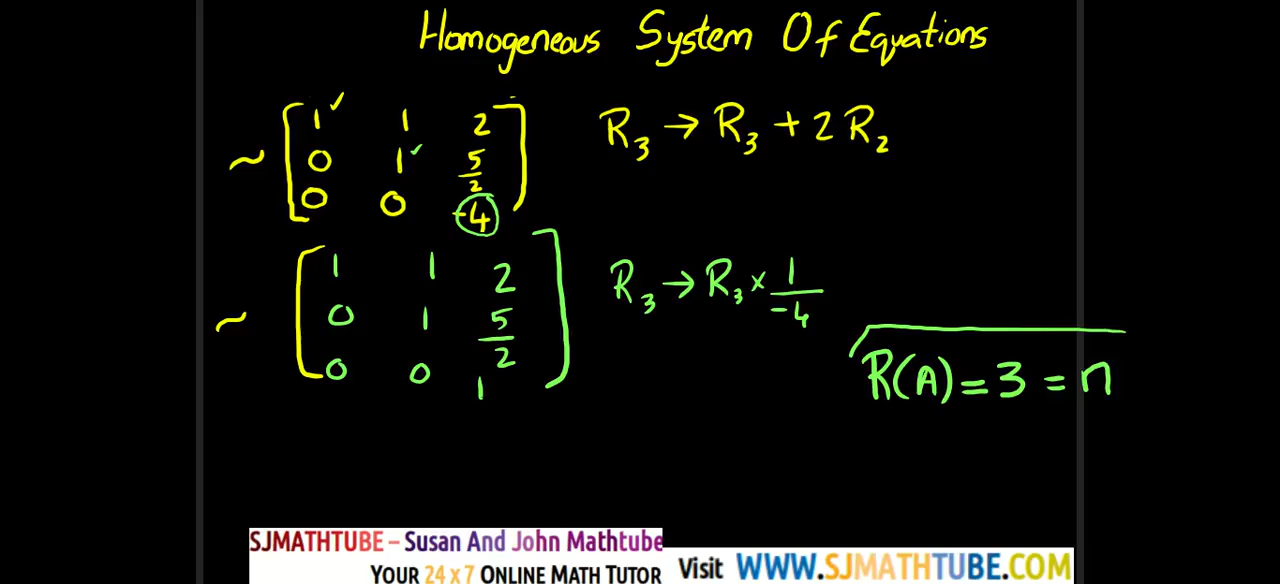 Homogeneous System Of Equations
~ [ 1 ✓ 1 2 ] R₃ → R₃ + 2 R₂
0 1 ✓ 5/2
0 0 -4
~ [ 1 1 2 ] R₃ → R₃ × 1/-4
0 1 5/2
0 0 1
R(A) = 3 = n
SJMATHTUBE – Susan And John Mathtube
YOUR 24 x 7 ONLINE MATH TUTOR
Visit WWW.SJMATHTUBE.COM